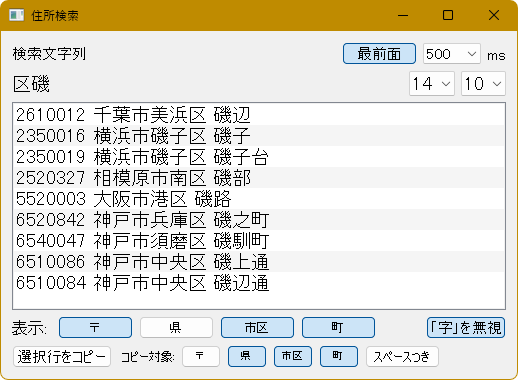 住所検索
検索文字列 最前面 500 ms
区磯 14 10
2610012 千葉市美浜区 磯辺
2350016 横浜市磯子区 磯子
2350019 横浜市磯子区 磯子台
2520327 相模原市南区 磯部
5520003 大阪市港区 磯路
6520842 神戸市兵庫区 磯之町
6540047 神戸市須磨区 磯馴町
6510086 神戸市中央区 磯上通
6510084 神戸市中央区 磯辺通
表示: 〒 県 市区 町 「字」を無視
選択行をコピー コピー対象: 〒 県 市区 町 スペースつき